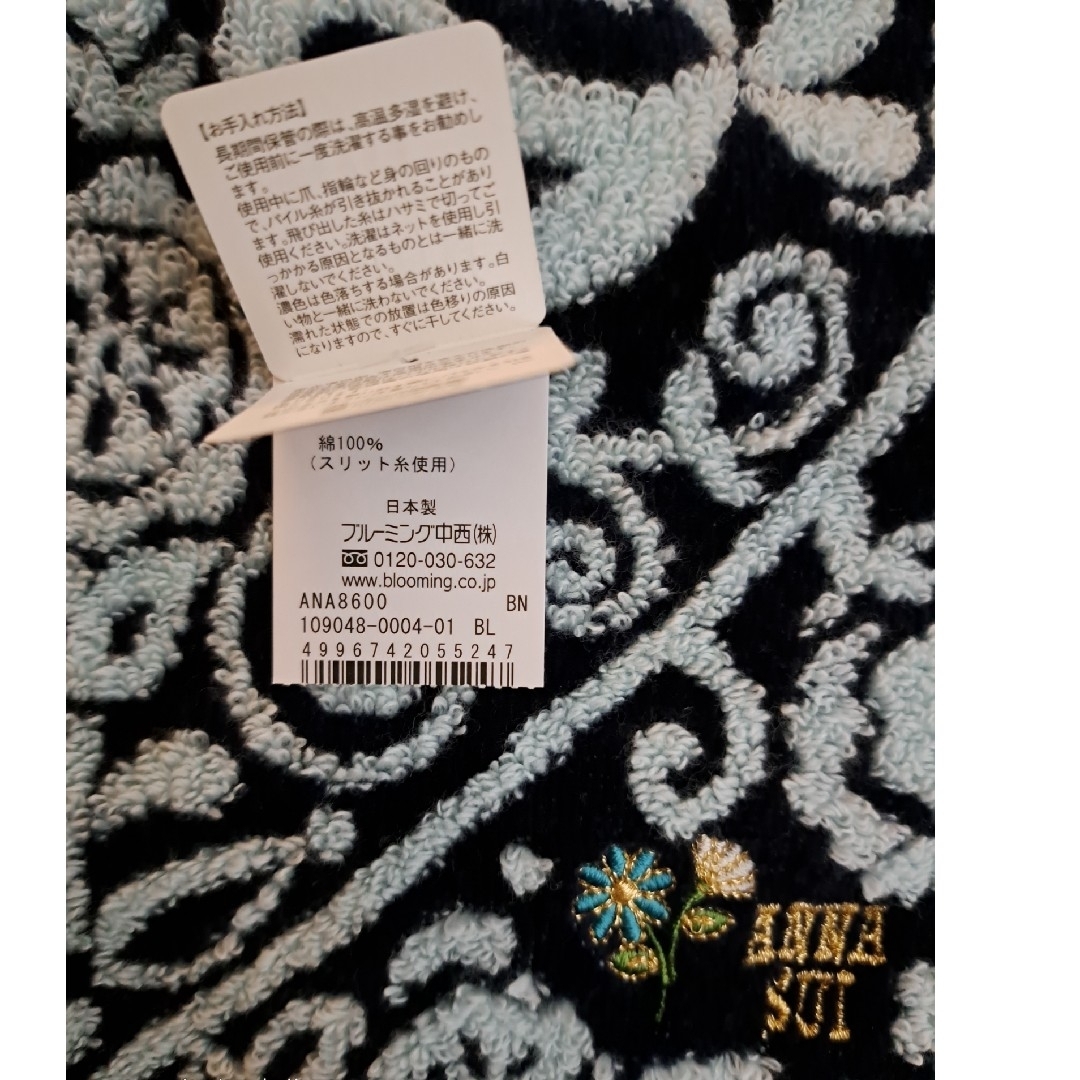 【お手入れ方法】
長期間保管の際は、高温多湿を避け、
ご使用前に一度洗濯する事をお勧めし
ます。
使用中に爪、指輪など身の回りのもの
で、パイル糸が引き抜かれることがあり
ます。飛び出した糸はハサミで切ってご
使用ください。洗濯はネットを使用し引
っかかる原因となるものとは一緒に洗
濯しないでください。
濃色は色落ちする場合があります。白
い物と一緒に洗わないでください。
濡れた状態での放置は色移りの原因
になりますので、すぐに干してください。
綿100%
(スリット糸使用)
日本製
ブルーミング中西(株)
0120-030-632
www.blooming.co.jp
ANA8600 BN
109048-0004-01 BL
4996742055247
ANNA
SUI